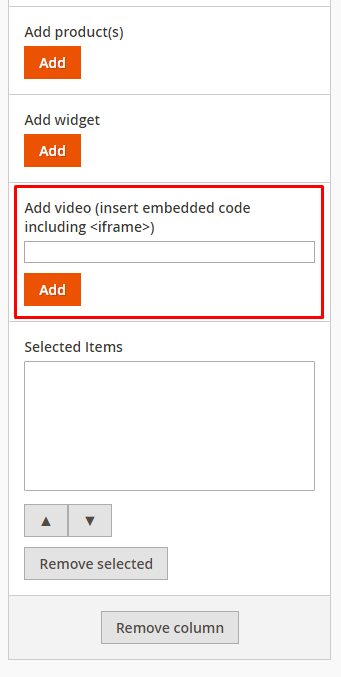 Add product(s)
Add
Add widget
Add
Add video (insert embedded code
including <iframe>)
Add
Selected Items
▲ ▼
Remove selected
Remove column